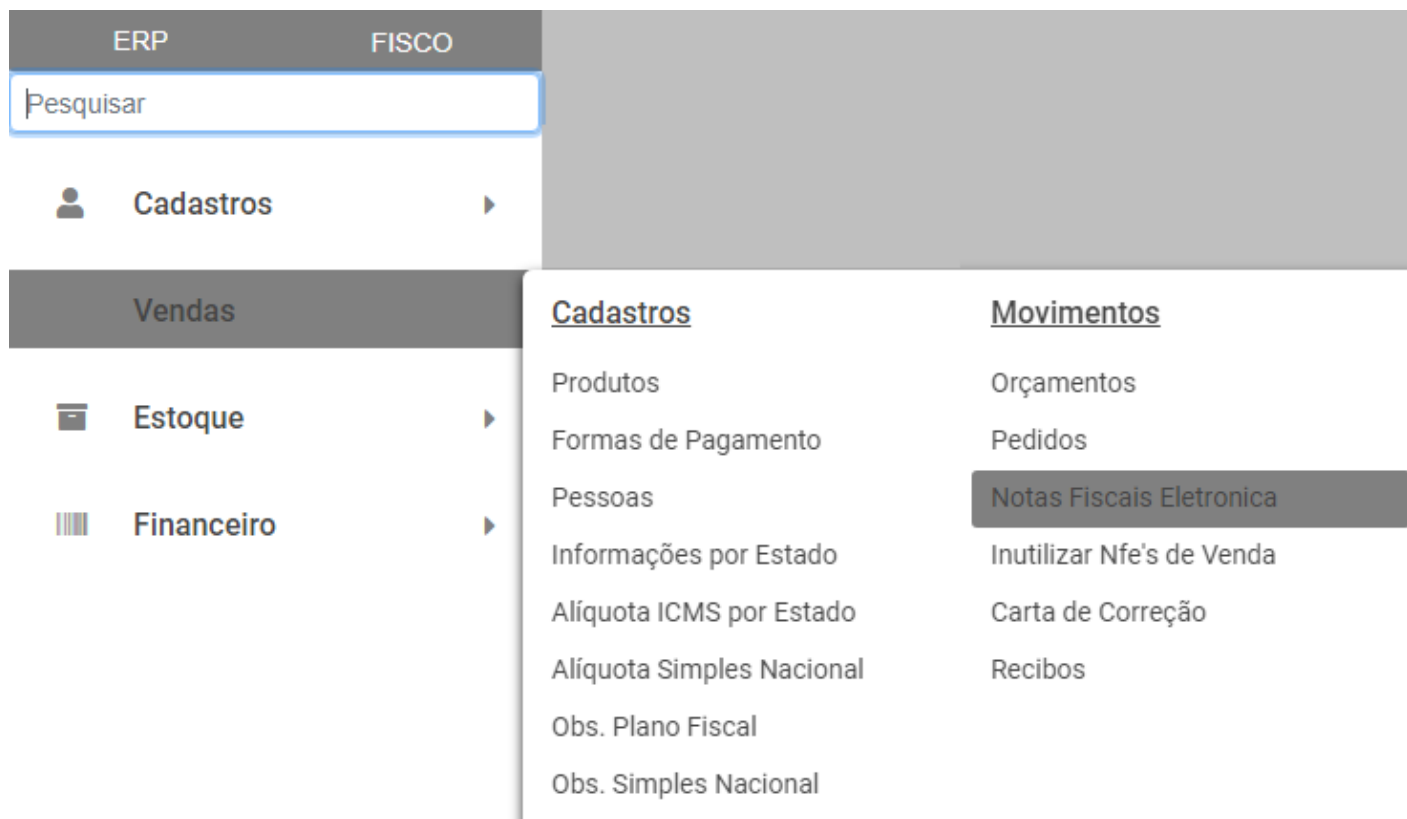 ERP FISCO
Pesquisar
Cadastros
Vendas
Estoque
Financeiro
Cadastros
Produtos
Formas de Pagamento
Pessoas
Informações por Estado
Alíquota ICMS por Estado
Alíquota Simples Nacional
Obs. Plano Fiscal
Obs. Simples Nacional
Movimentos
Orçamentos
Pedidos
Notas Fiscais Eletronica
Inutilizar Nfe's de Venda
Carta de Correção
Recibos